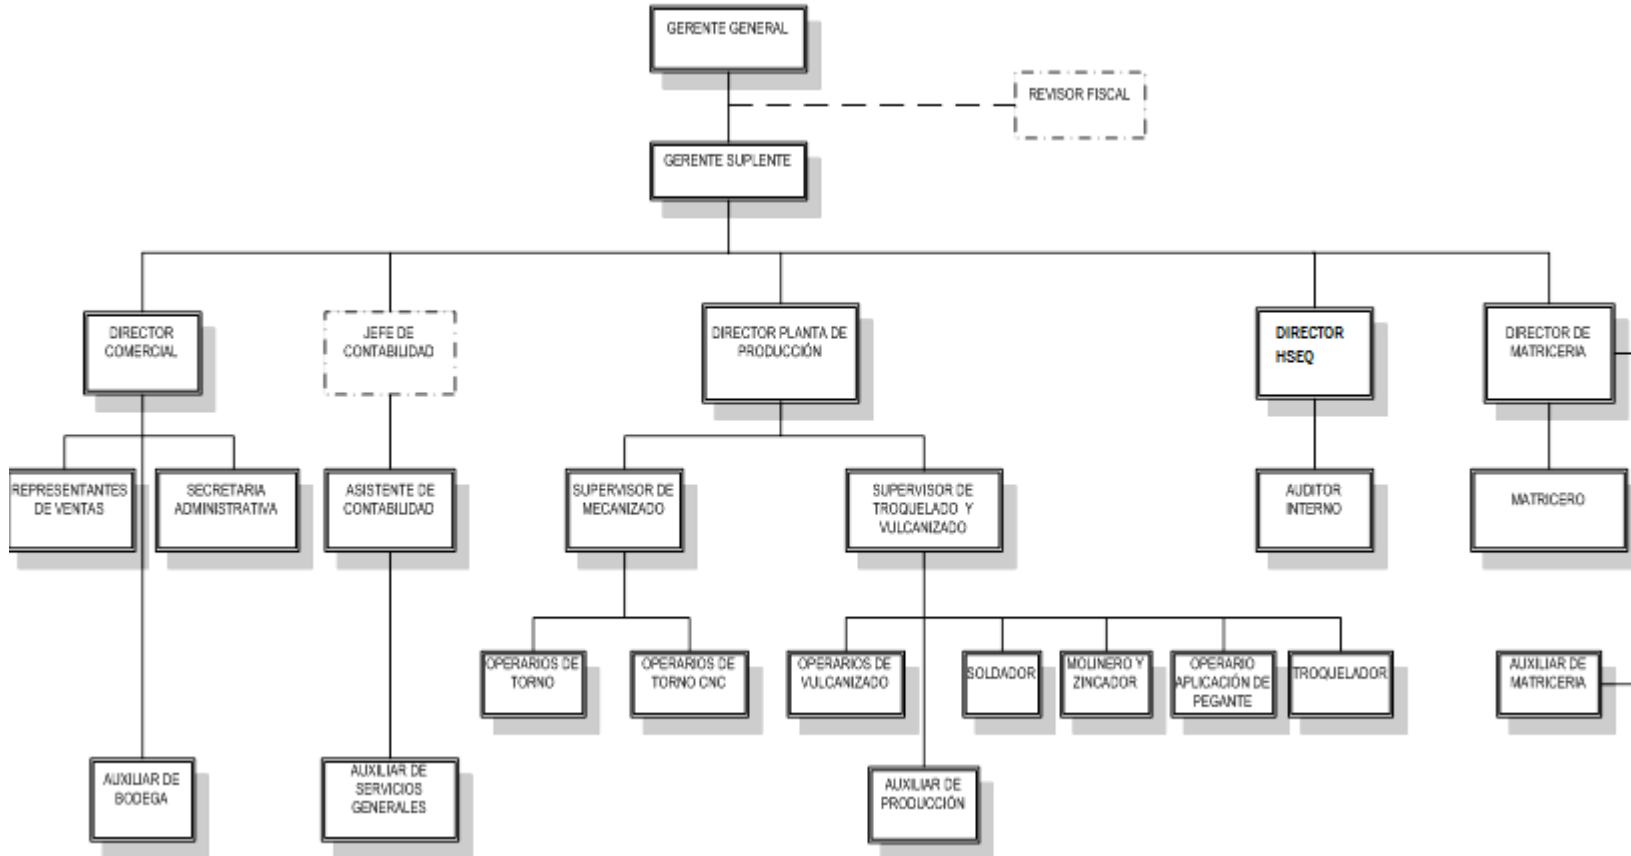 GERENTE GENERAL
REVISOR FISCAL
GERENTE SUPLENTE
DIRECTOR
COMERCIAL
JEFE DE
CONTABILIDAD
DIRECTOR PLANTA DE
PRODUCCIÓN
DIRECTOR
HSEQ
DIRECTOR DE
MATRICERIA
REPRESENTANTES
DE VENTAS
SECRETARIA
ADMINISTRATIVA
ASISTENTE DE
CONTABILIDAD
SUPERVISOR DE
MECANIZADO
SUPERVISOR DE
TROQUELADO Y
VULCANIZADO
AUDITOR
INTERNO
MATRICERO
OPERARIOS DE
TORNO
OPERARIOS DE
TORNO CNC
OPERARIOS DE
VULCANIZADO
SOLDADOR
MOLINERO Y
ZINCADOR
OPERARIO
APLICACIÓN DE
PEGANTE
TROQUELADOR
AUXILIAR DE
MATRICERIA
AUXILIAR DE
BODEGA
AUXILIAR DE
SERVICIOS
GENERALES
AUXILIAR DE
PRODUCCIÓN